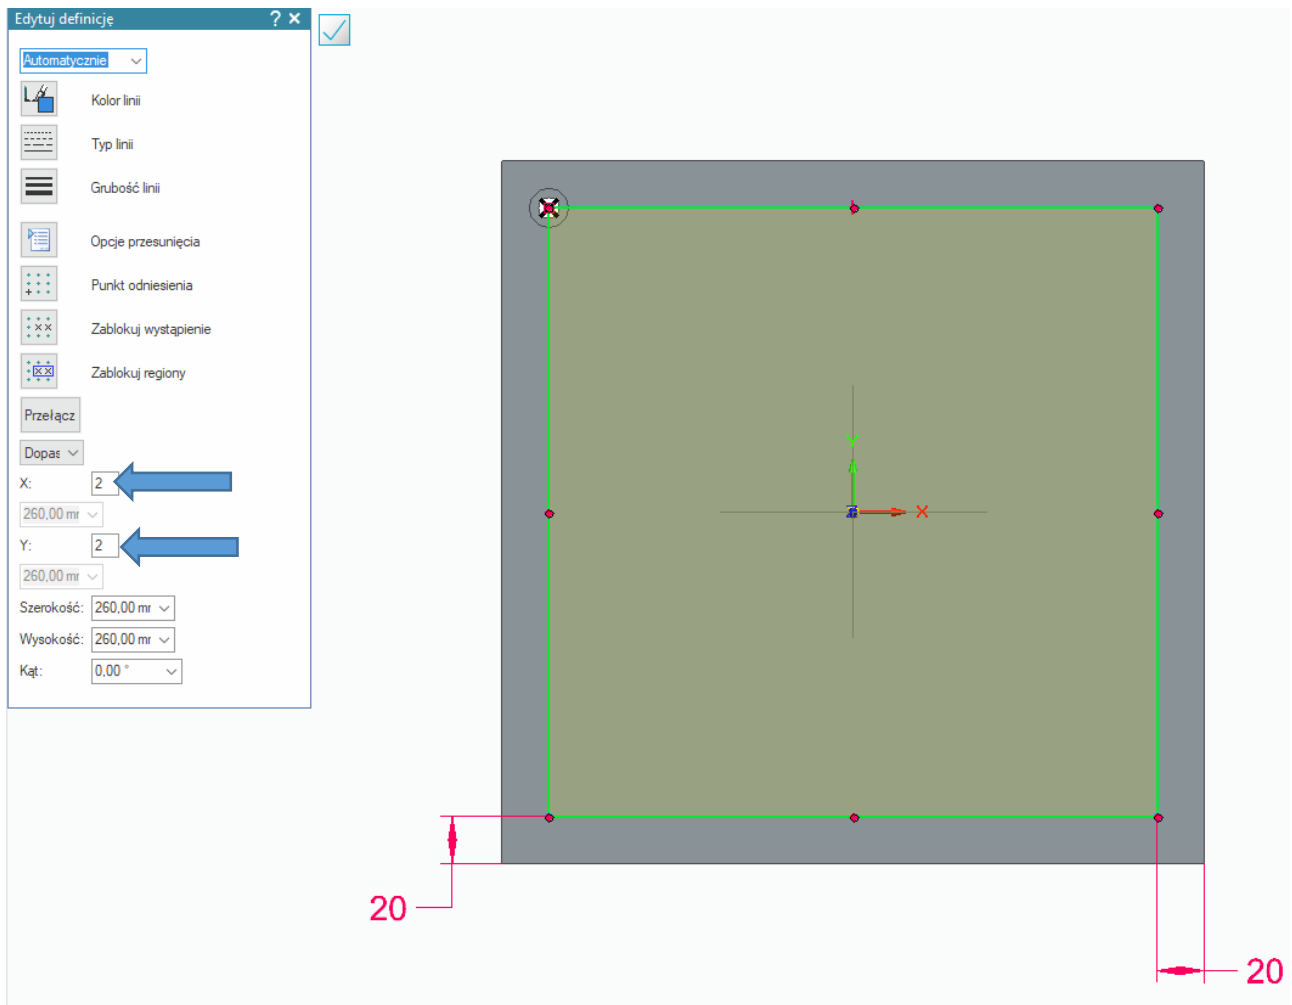 Edytuj definicję ? ×
Automatycznie
Kolor linii
Typ linii
Grubość linii
Opcje przesunięcia
Punkt odniesienia
Zablokuj wystąpienie
Zablokuj regiony
Przełącz
Dopas
X: 2
260,00 mr
Y: 2
260,00 mr
Szerokość: 260,00 mr
Wysokość: 260,00 mr
Kąt: 0,00 °
Y
Z X
20
20